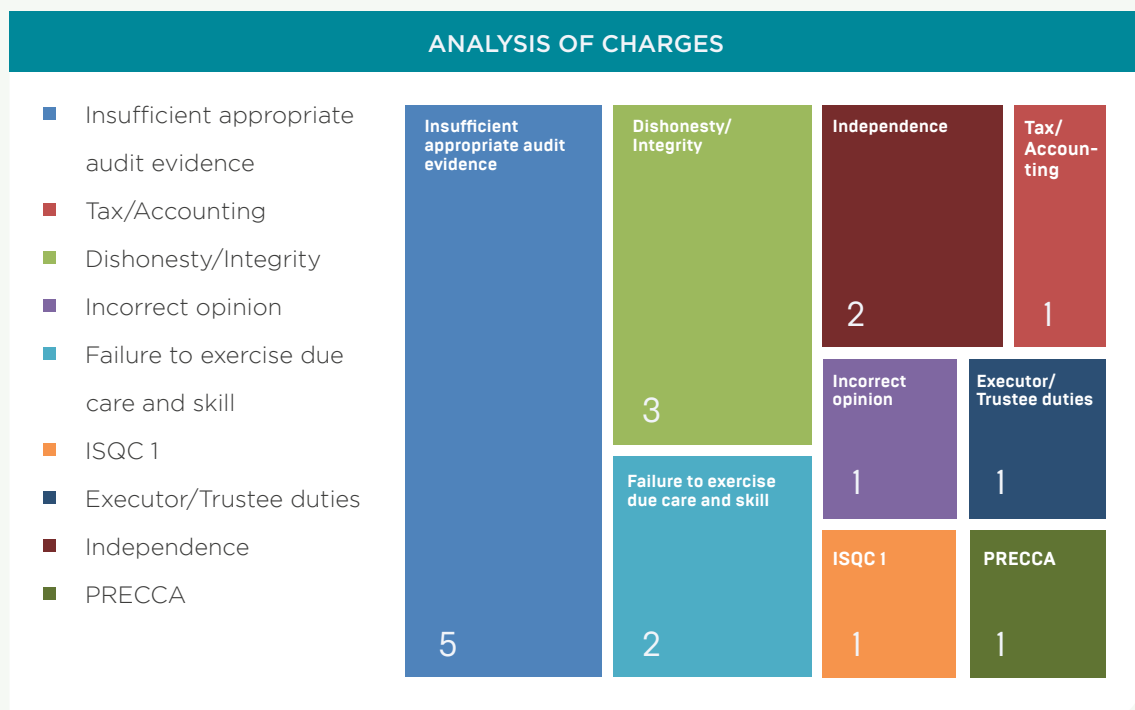 ANALYSIS OF CHARGES
Insufficient appropriate
audit evidence
Tax/Accounting
Dishonesty/Integrity
Incorrect opinion
Failure to exercise due
care and skill
ISQC 1
Executor/Trustee duties
Independence
PRECCA
Insufficient
appropriate audit
evidence
5
Dishonesty/
Integrity
3
Failure to exercise
due care and skill
2
Independence
2
Tax/
Accoun-
ting
1
Incorrect
opinion
1
Executor/
Trustee duties
1
ISQC 1
1
PRECCA
1